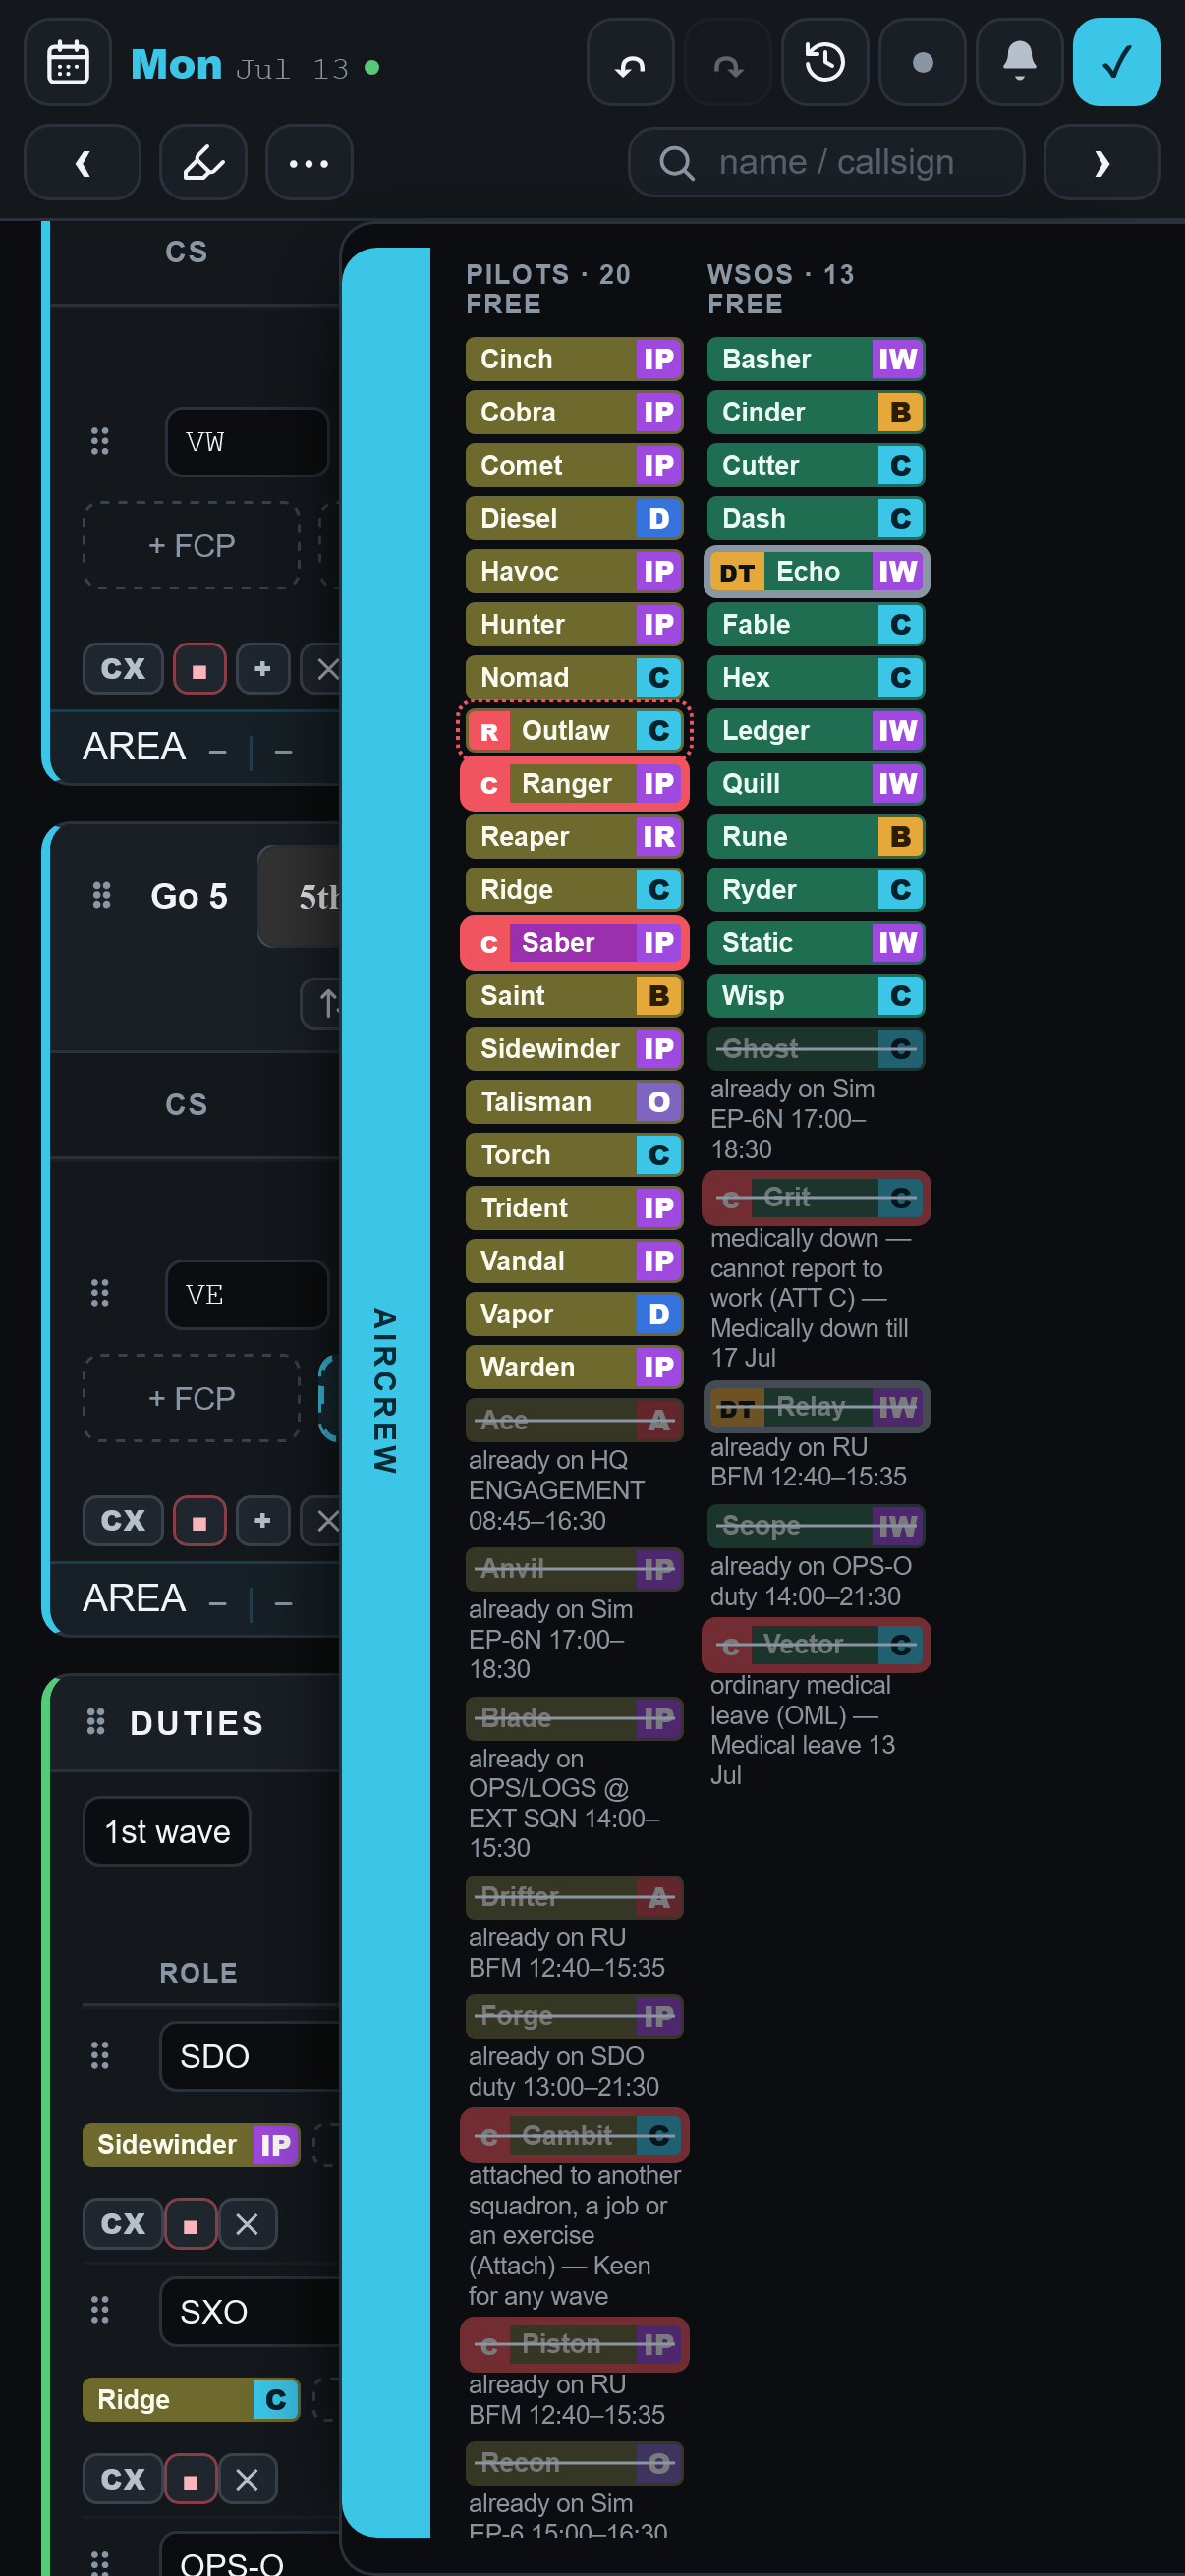 Mon Jul 13
name / callsign
CS
VW
+ FCP
CX
+
AREA – | –
Go 5
CS
VE
+ FCP
CX
+
AREA – | –
DUTIES
1st wave
ROLE
SDO
Sidewinder IP
CX
SXO
Ridge C
CX
OPS-O
AIRCREW
PILOTS · 20
FREE
Cinch IP
Cobra IP
Comet IP
Diesel D
Havoc IP
Hunter IP
Nomad C
R Outlaw C
C Ranger IP
Reaper IR
Ridge C
C Saber IP
Saint B
Sidewinder IP
Talisman O
Torch C
Trident IP
Vandal IP
Vapor D
Warden IP
Ace A
already on HQ
ENGAGEMENT
08:45–16:30
Anvil IP
already on Sim
EP-6N 17:00–
18:30
Blade IP
already on
OPS/LOGS @
EXT SQN 14:00–
15:30
Drifter A
already on RU
BFM 12:40–15:35
Forge IP
already on SDO
duty 13:00–21:30
C Gambit C
attached to another
squadron, a job or
an exercise
(Attach) — Keen
for any wave
C Piston IP
already on RU
BFM 12:40–15:35
Recon O
already on Sim
EP-6 15:00–16:30
WSOS · 13
FREE
Basher IW
Cinder B
Cutter C
Dash C
DT Echo IW
Fable C
Hex C
Ledger IW
Quill IW
Rune B
Ryder C
Static IW
Wisp C
Ghost C
already on Sim
EP-6N 17:00–
18:30
C Grit C
medically down —
cannot report to
work (ATT C) —
Medically down till
17 Jul
DT Relay IW
already on RU
BFM 12:40–15:35
Scope IW
already on OPS-O
duty 14:00–21:30
C Vector C
ordinary medical
leave (OML) —
Medical leave 13
Jul